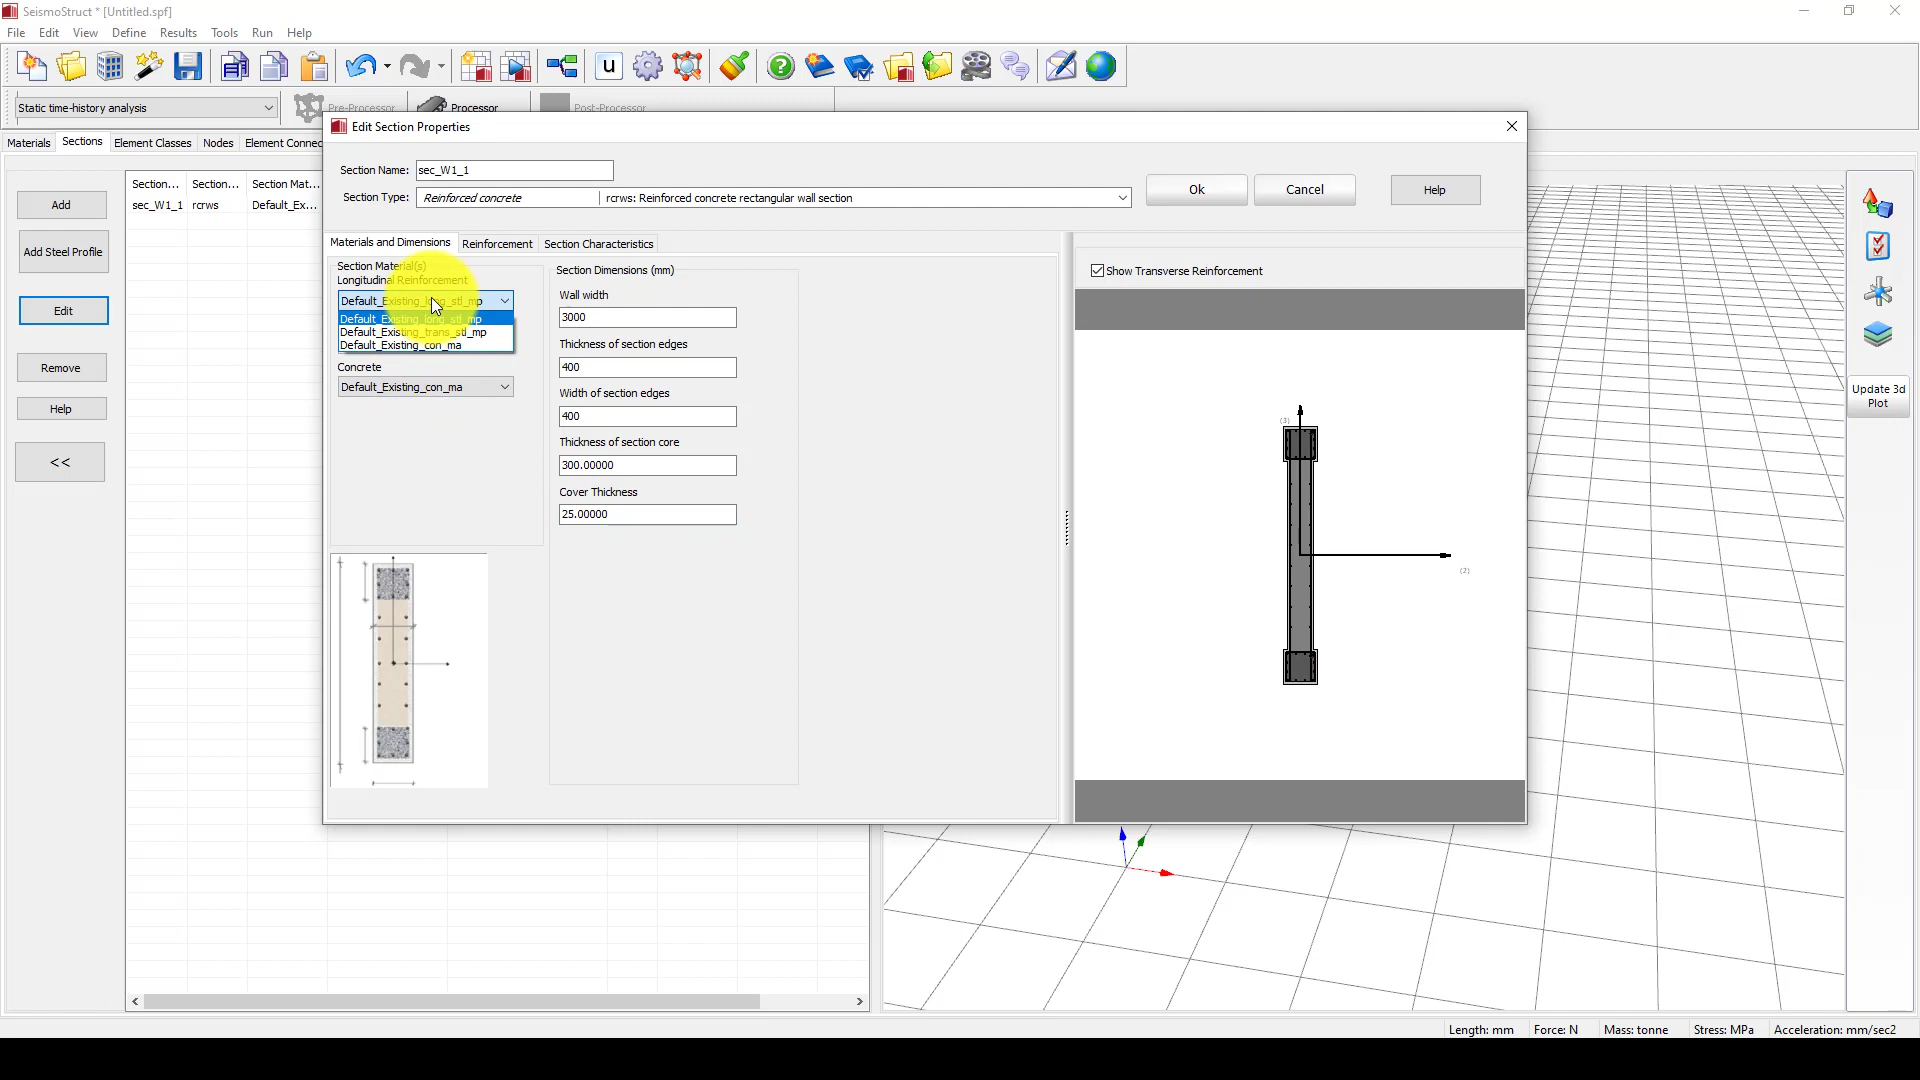 SeismoStruct * [Untitled.spf]
File Edit View Define Results Tools Run Help
u
Static time-history analysis
Pre-Processor
Processor
Post-Processor
Materials Sections Element Classes Nodes Element Connec
Add
Add Steel Profile
Edit
Remove
Help
<<
Section... Section... Section Mat...
sec_W1_1 rcrws Default_Ex...
Edit Section Properties
Section Name: sec_W1_1
Section Type: Reinforced concrete rcrws: Reinforced concrete rectangular wall section
Ok Cancel Help
Materials and Dimensions Reinforcement Section Characteristics
Section Material(s)
Longitudinal Reinforcement
Default_Existing_long_stl_mp
Default_Existing_long_stl_mp
Default_Existing_trans_stl_mp
Default_Existing_con_ma
Concrete
Default_Existing_con_ma
Section Dimensions (mm)
Wall width
3000
Thickness of section edges
400
Width of section edges
400
Thickness of section core
300.00000
Cover Thickness
25.00000
Show Transverse Reinforcement
(3)
(2)
Update 3d
Plot
Length: mm Force: N Mass: tonne Stress: MPa Acceleration: mm/sec2